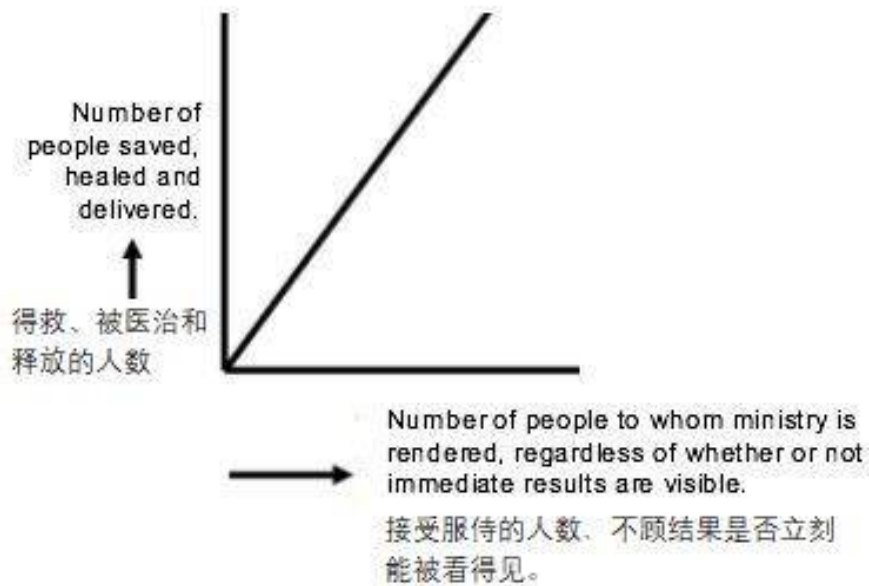 Number of
people saved,
healed and
delivered.
得救、被医治和
释放的人数
Number of people to whom ministry is
rendered, regardless of whether or not
immediate results are visible.
接受服侍的人数、不顾结果是否立刻
能被看得见。